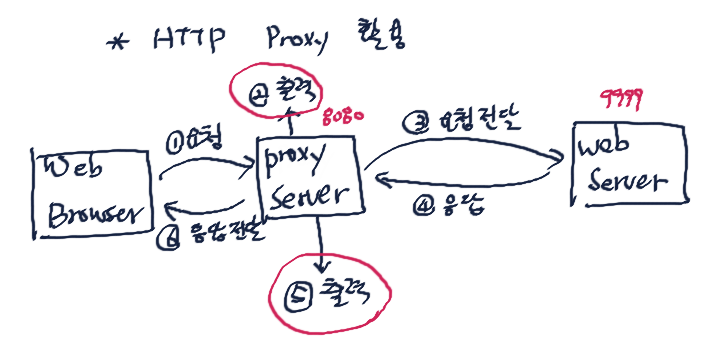 * HTTP Proxy 활용
② 출력
8080
9999
① 요청
③ 요청 전달
Web
Browser
proxy
Server
web
Server
④ 응답
⑥ 응답 전달
⑤ 출력